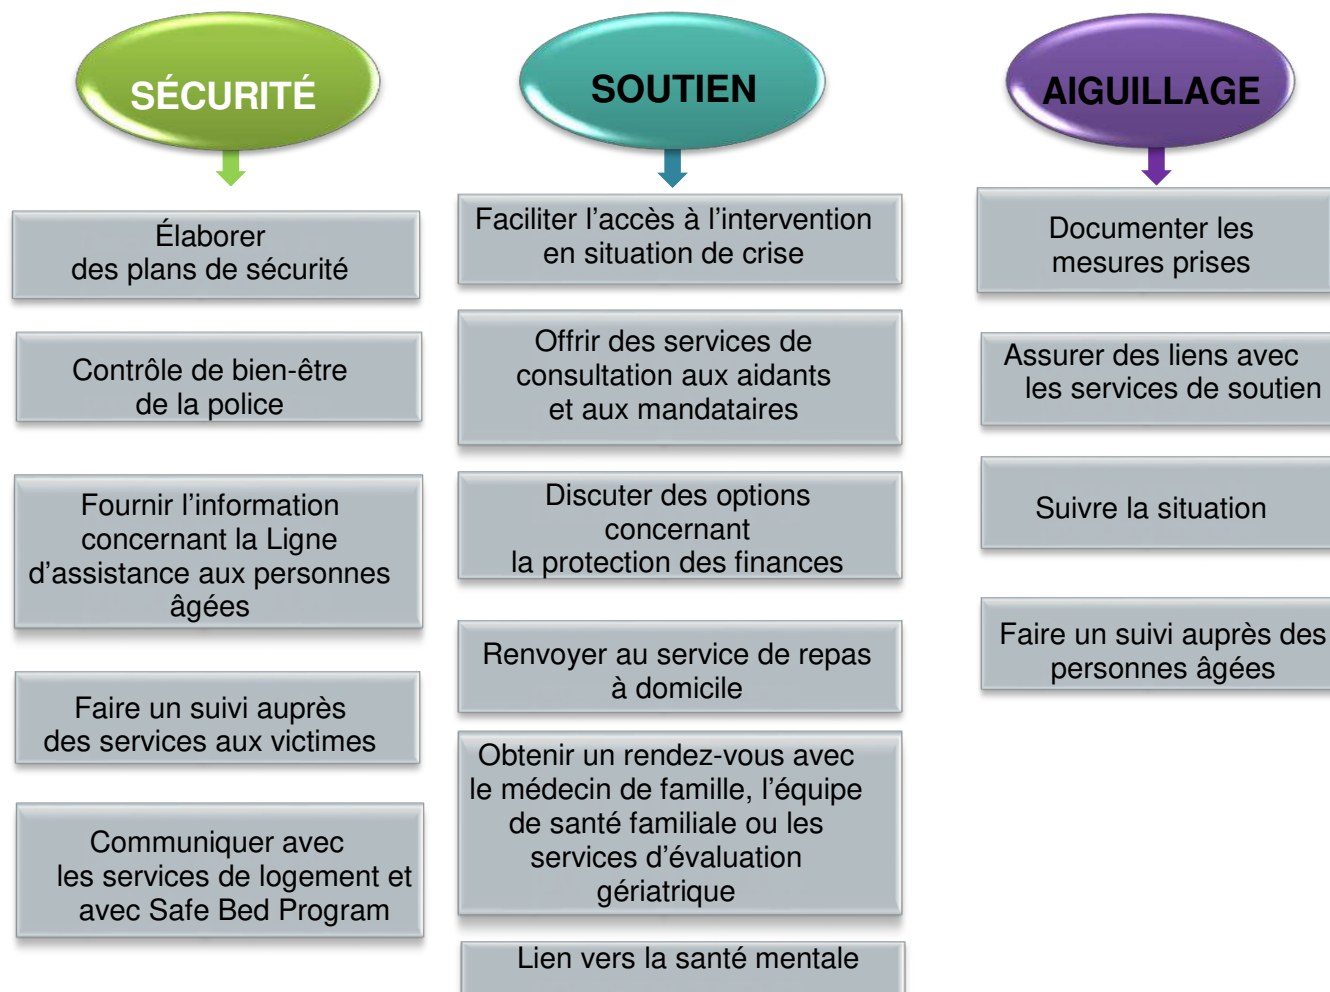 SÉCURITÉ
Élaborer
des plans de sécurité
Contrôle de bien-être
de la police
Fournir l’information
concernant la Ligne
d’assistance aux personnes
âgées
Faire un suivi auprès
des services aux victimes
Communiquer avec
les services de logement et
avec Safe Bed Program
SOUTIEN
Faciliter l’accès à l’intervention
en situation de crise
Offrir des services de
consultation aux aidants
et aux mandataires
Discuter des options
concernant
la protection des finances
Renvoyer au service de repas
à domicile
Obtenir un rendez-vous avec
le médecin de famille, l’équipe
de santé familiale ou les
services d’évaluation
gériatrique
Lien vers la santé mentale
AIGUILLAGE
Documenter les
mesures prises
Assurer des liens avec
les services de soutien
Suivre la situation
Faire un suivi auprès des
personnes âgées